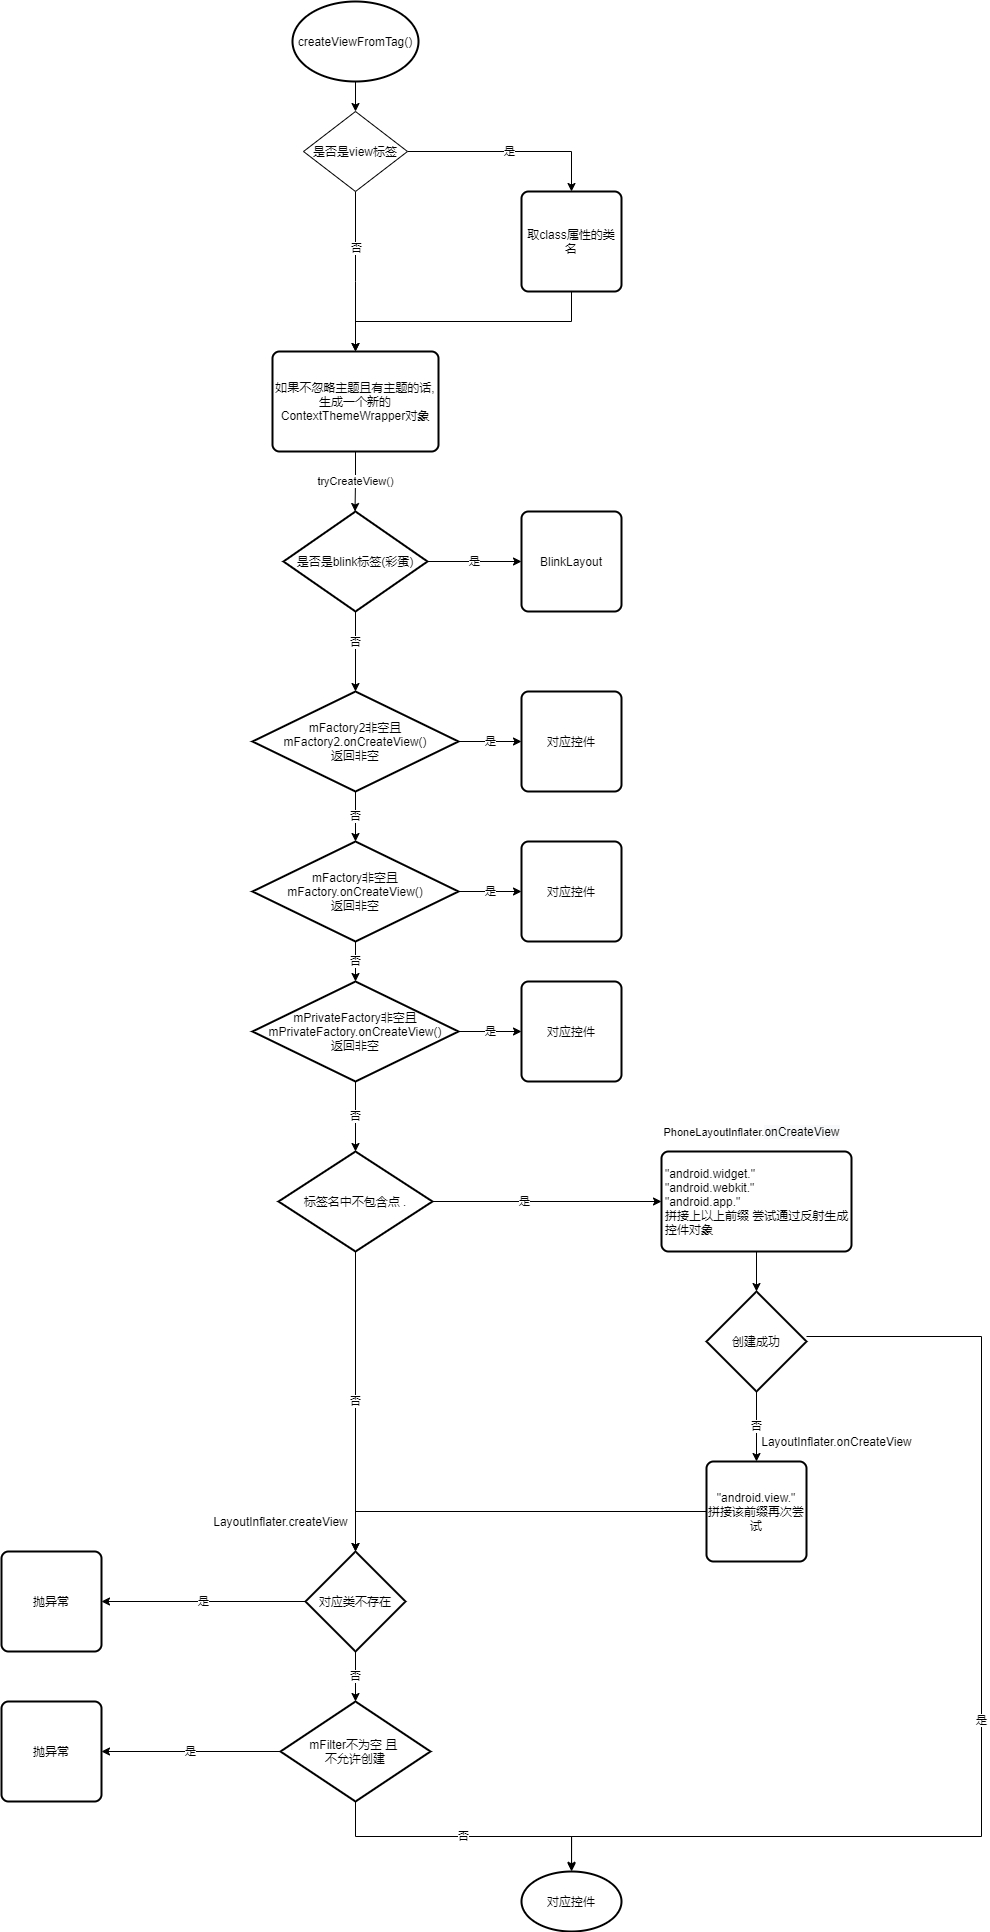 createViewFromTag()
是否是view标签
是
取class属性的类
名
否
如果不忽略主题且有主题的话,
生成一个新的
ContextThemeWrapper对象
tryCreateView()
是否是blink标签(彩蛋)
是
BlinkLayout
否
mFactory2非空且
mFactory2.onCreateView()
返回非空
是
对应控件
否
mFactory非空且
mFactory.onCreateView()
返回非空
是
对应控件
否
mPrivateFactory非空且
mPrivateFactory.onCreateView()
返回非空
是
对应控件
否
PhoneLayoutInflater.onCreateView
标签名中不包含点 .
是
"android.widget."
"android.webkit."
"android.app."
拼接上以上前缀 尝试通过反射生成
控件对象
创建成功
否
否
LayoutInflater.onCreateView
"android.view."
拼接该前缀再次尝
试
LayoutInflater.createView
对应类不存在
是
抛异常
否
mFilter不为空 且
不允许创建
是
抛异常
是
否
对应控件